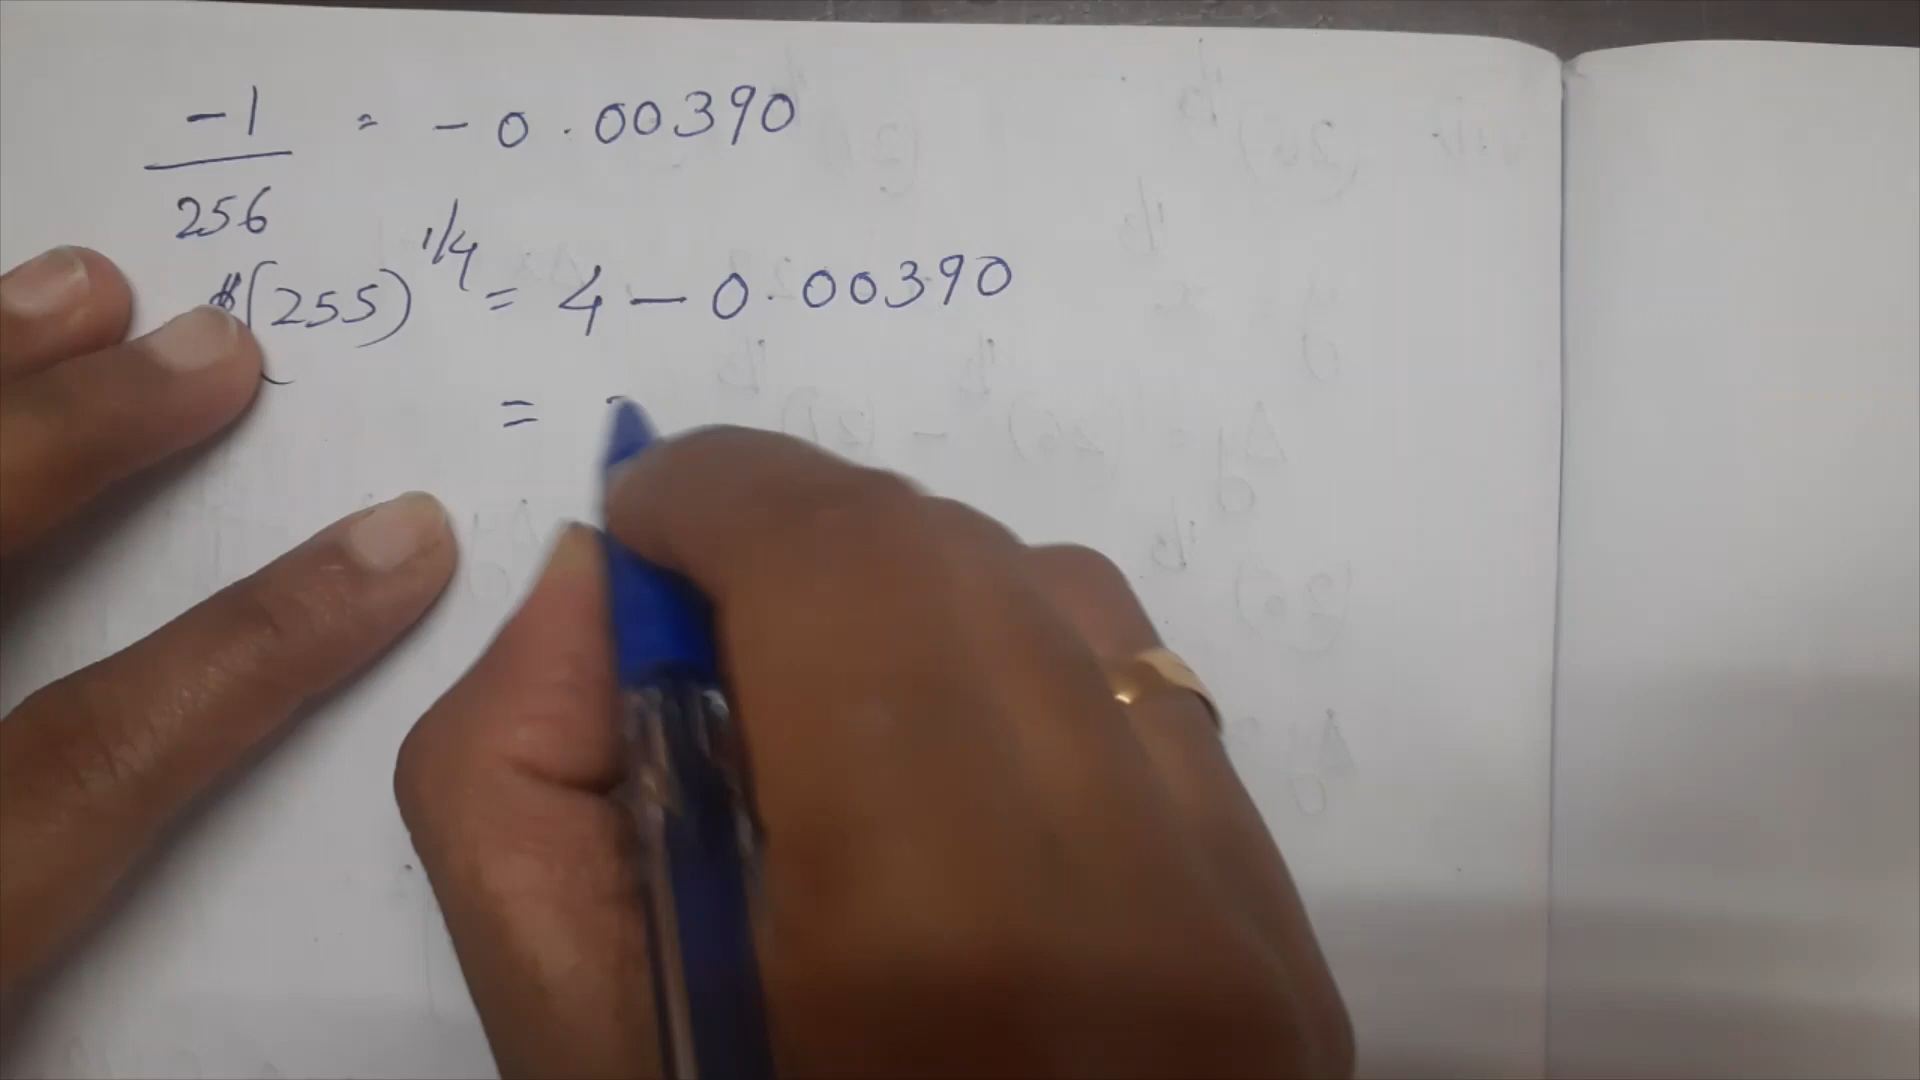 -1/256 = -0.00390
(255)^1/4 = 4 - 0.00390
=